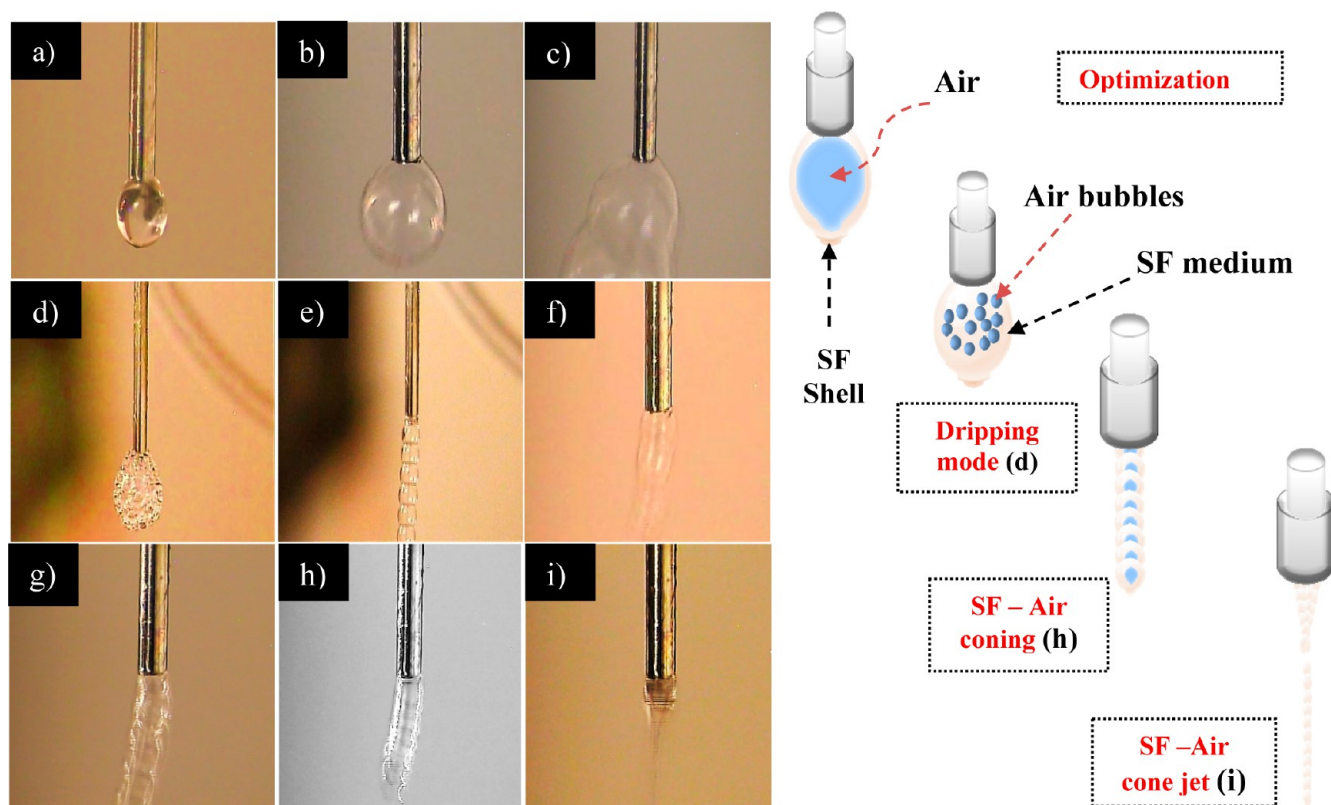 a)
b)
c)
d)
e)
f)
g)
h)
i)
Air
Optimization
Air bubbles
SF medium
SF
Shell
Dripping
mode (d)
SF – Air
coning (h)
SF –Air
cone jet (i)